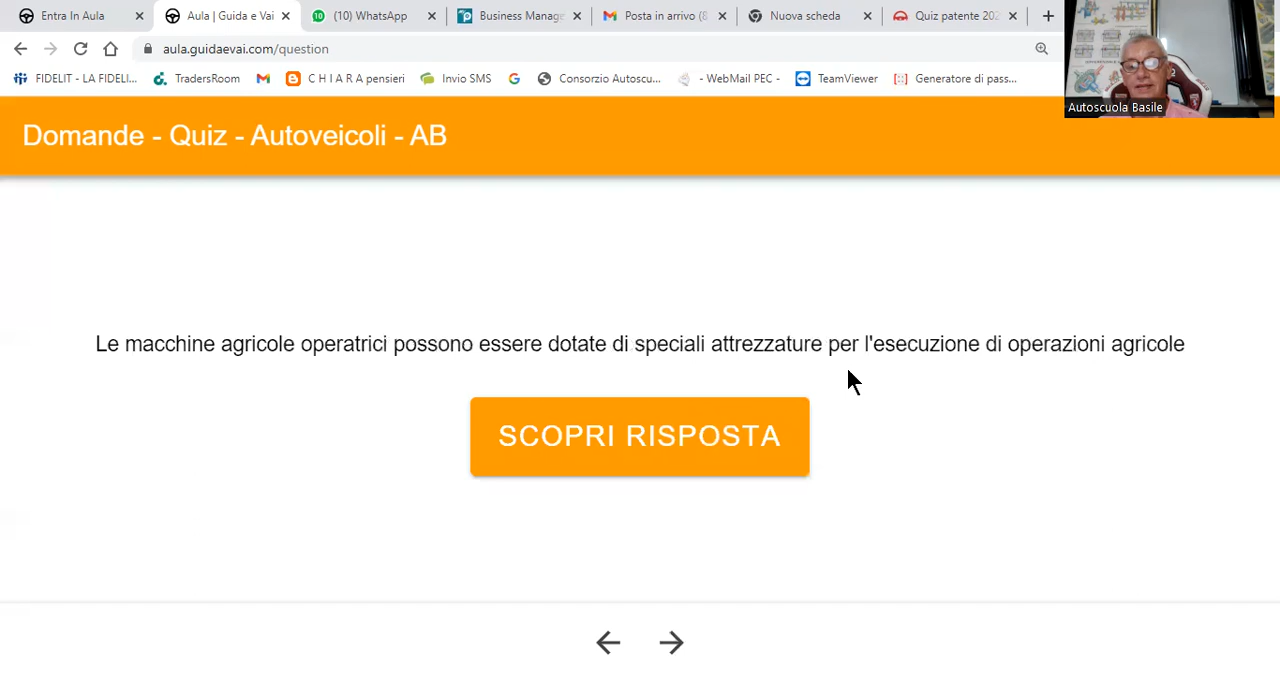 Entra In Aula
Aula | Guida e Vai
(10) WhatsApp
Business Manage
Posta in arrivo (8
Nuova scheda
Quiz patente 202
aula.guidaevai.com/question
FIDELIT - LA FIDELI...
TradersRoom
C H I A R A pensieri
Invio SMS
Consorzio Autoscu...
- WebMail PEC -
TeamViewer
Generatore di pass...
Autoscuola Basile
Domande - Quiz - Autoveicoli - AB
Le macchine agricole operatrici possono essere dotate di speciali attrezzature per l'esecuzione di operazioni agricole
SCOPRI RISPOSTA